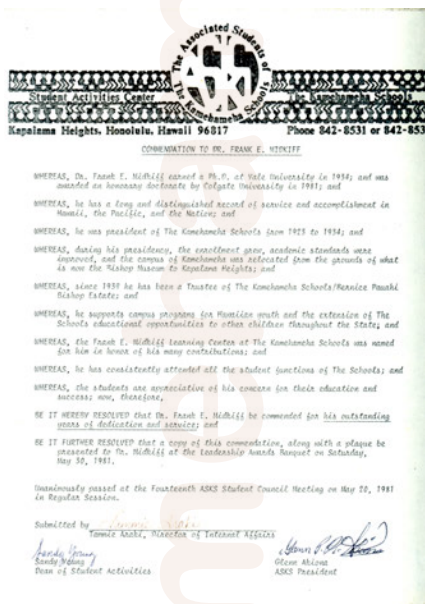 The Associated Students of
ASKS
The Kamehameha Schools
Student Activities Center The Kamehameha Schools
Kapalama Heights, Honolulu, Hawaii 96817 Phone 842-8531 or 842-853
COMMENDATION TO DR. FRANK E. MIDKIFF
WHEREAS, Dr. Frank E. Midkiff earned a Ph.D. at Yale University in 1934; and was
awarded an honorary doctorate by Colgate University in 1981; and
WHEREAS, he has a long and distinguished record of service and accomplishment in
Hawaii, the Pacific, and the Nation; and
WHEREAS, he was president of The Kamehameha Schools from 1923 to 1934; and
WHEREAS, during his presidency, the enrollment grew, academic standards were
improved, and the campus of Kamehameha was relocated from the grounds of what
is now the Bishop Museum to Kapalama Heights; and
WHEREAS, since 1939 he has been a Trustee of The Kamehameha Schools/Bernice Pauahi
Bishop Estate; and
WHEREAS, he supports campus programs for Hawaiian youth and the extension of The
Schools educational opportunities to other children throughout the State; and
WHEREAS, the Frank E. Midkiff Learning Center at The Kamehameha Schools was named
for him in honor of his many contributions; and
WHEREAS, he has consistently attended all the student functions of The Schools; and
WHEREAS, the students are appreciative of his concern for their education and
success; now, therefore,
BE IT HEREBY RESOLVED that Dr. Frank E. Midkiff be commended for his outstanding
years of dedication and service; and
BE IT FURTHER RESOLVED that a copy of this commendation, along with a plaque be
presented to Dr. Midkiff at the Leadership Awards Banquet on Saturday,
May 30, 1981.
Unanimously passed at the Fourteenth ASKS Student Council Meeting on May 20, 1981
in Regular Session.
Submitted by
Tammie Araki, Director of Internal Affairs
Sandy Young
Sandy Young
Dean of Student Activities
Glenn Ahiona
ASKS President